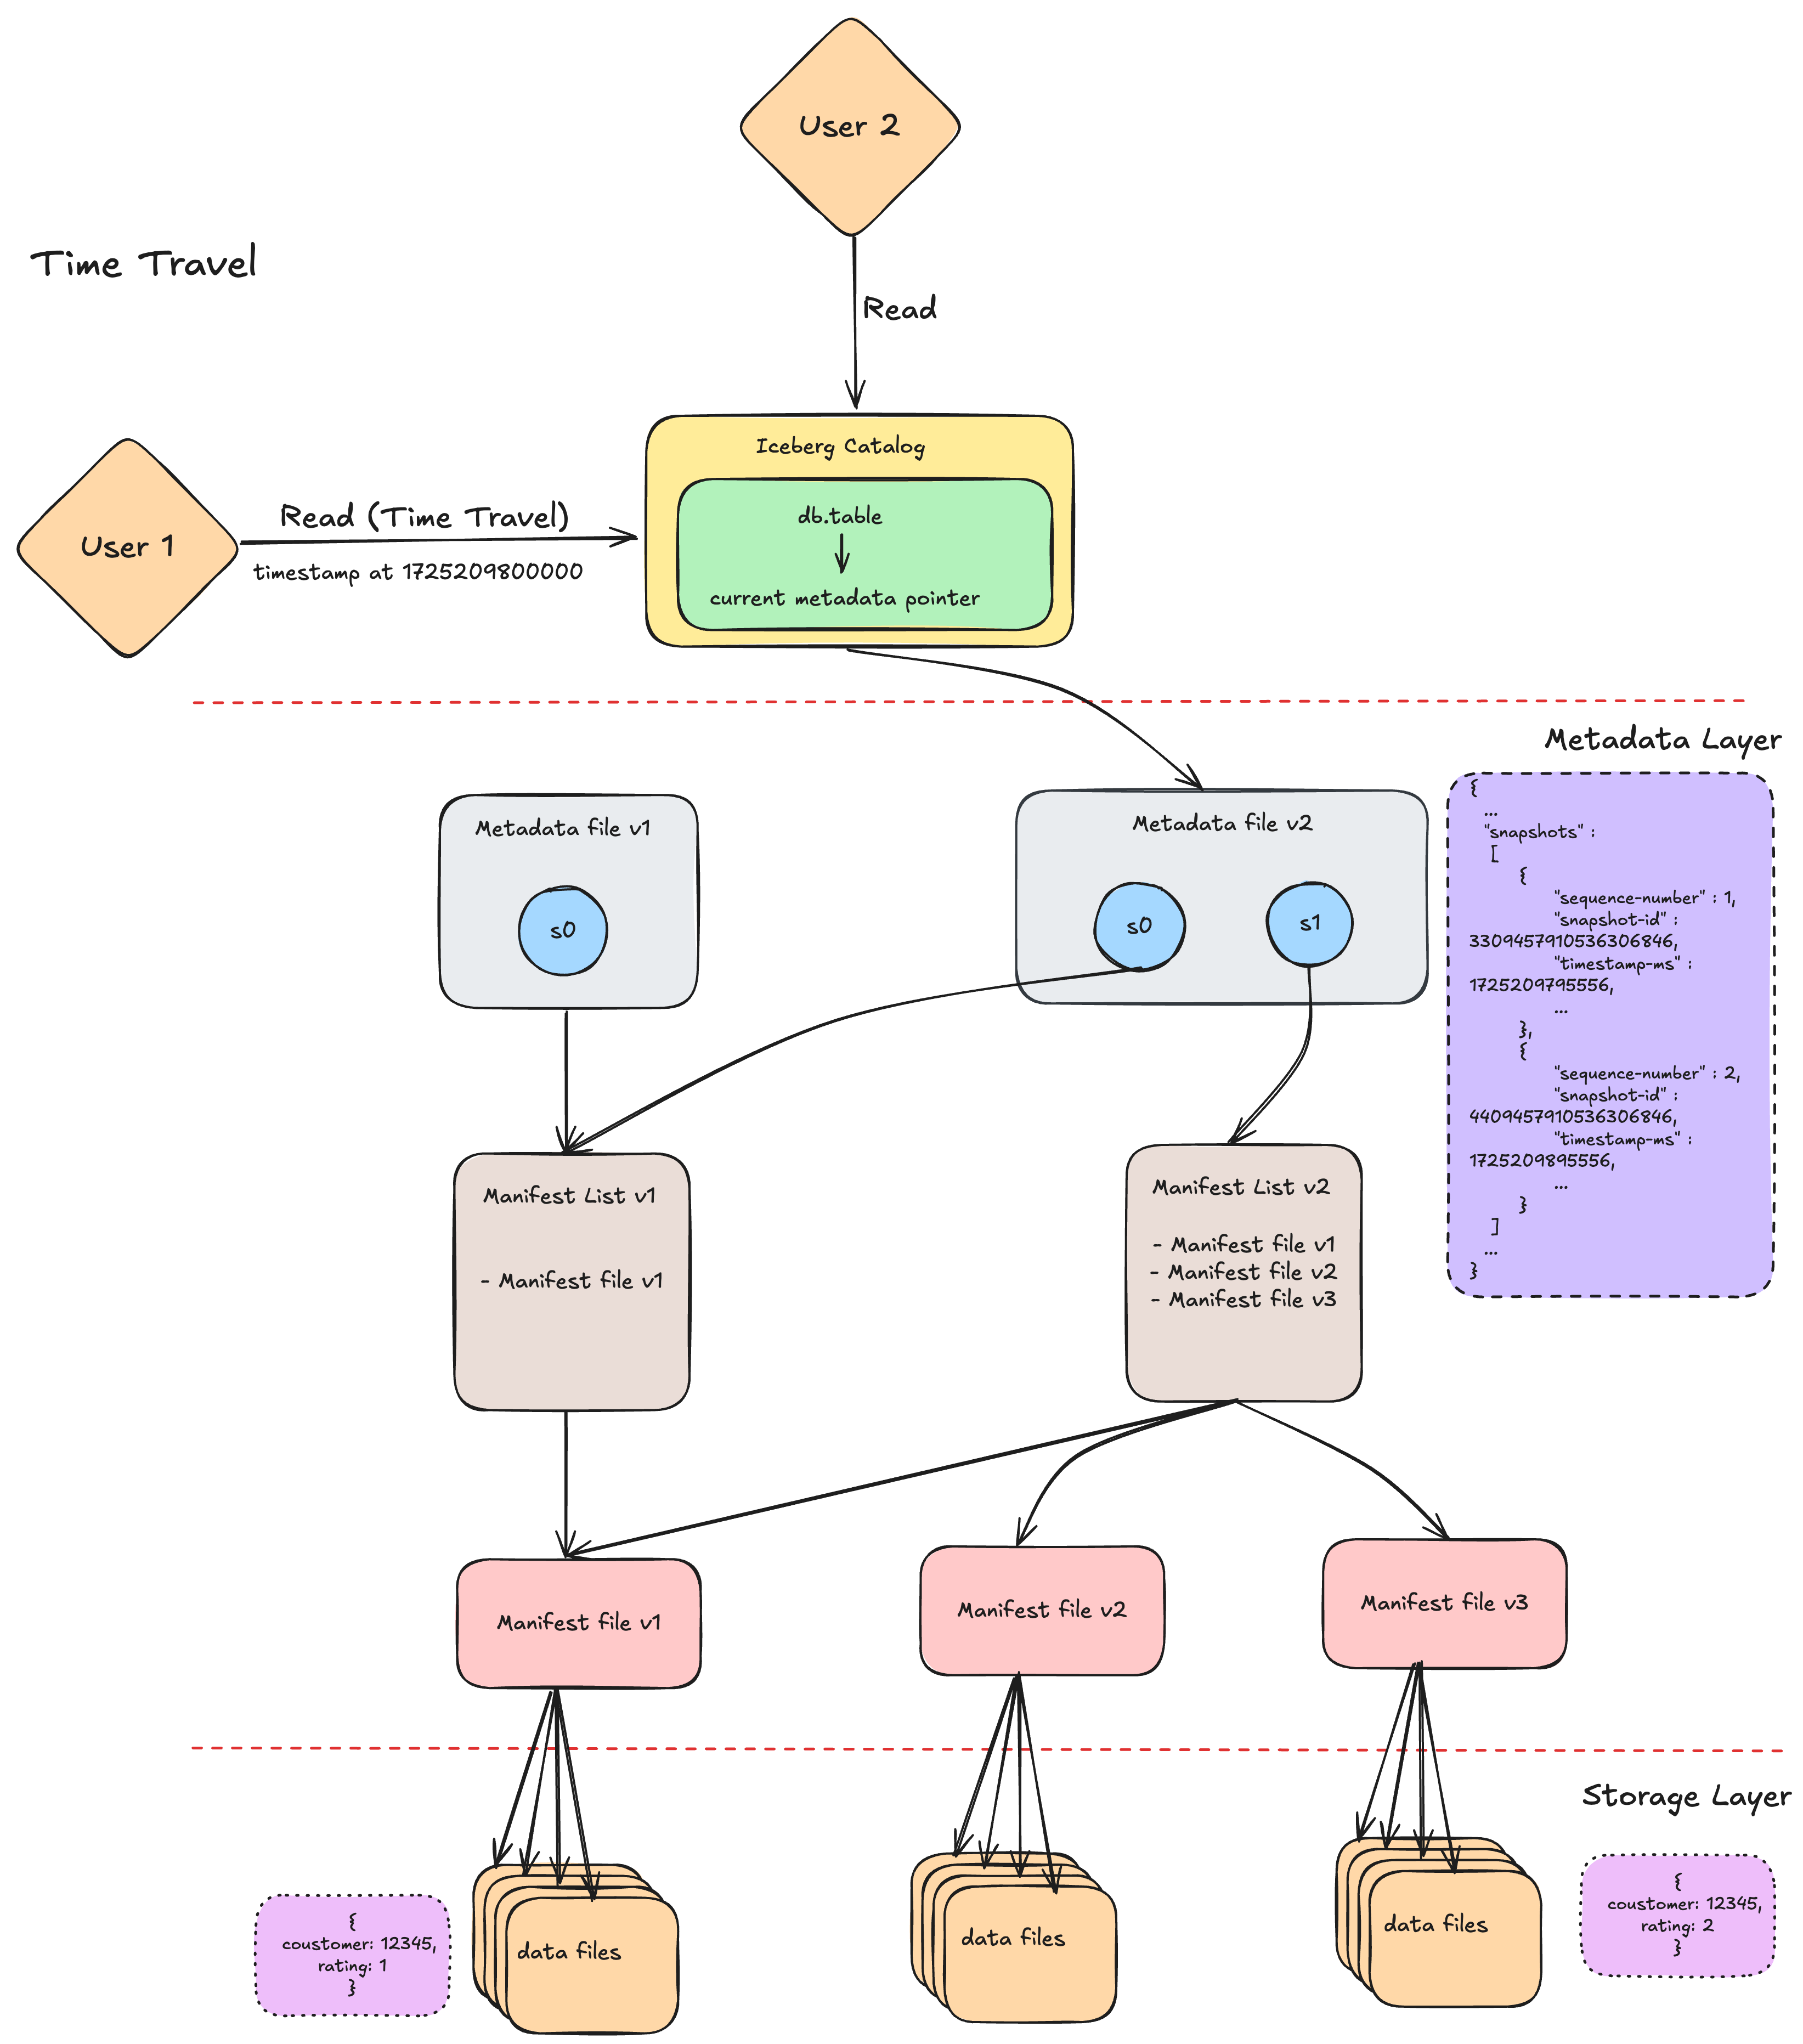 User 2
Time Travel
Read
Iceberg Catalog
db.table
current metadata pointer
User 1
Read (Time Travel)
timestamp at 1725209800000
Metadata Layer
Metadata file v1
s0
Metadata file v2
s0
s1
{
...
"snapshots" :
[
{
"sequence-number" : 1,
"snapshot-id" :
3309457910536306846,
"timestamp-ms" :
1725209795556,
...
},
{
"sequence-number" : 2,
"snapshot-id" :
4409457910536306846,
"timestamp-ms" :
1725209895556,
...
}
]
...
}
Manifest List v1
- Manifest file v1
Manifest List v2
- Manifest file v1
- Manifest file v2
- Manifest file v3
Manifest file v1
Manifest file v2
Manifest file v3
Storage Layer
{
coustomer: 12345,
rating: 1
}
data files
data files
data files
{
coustomer: 12345,
rating: 2
}